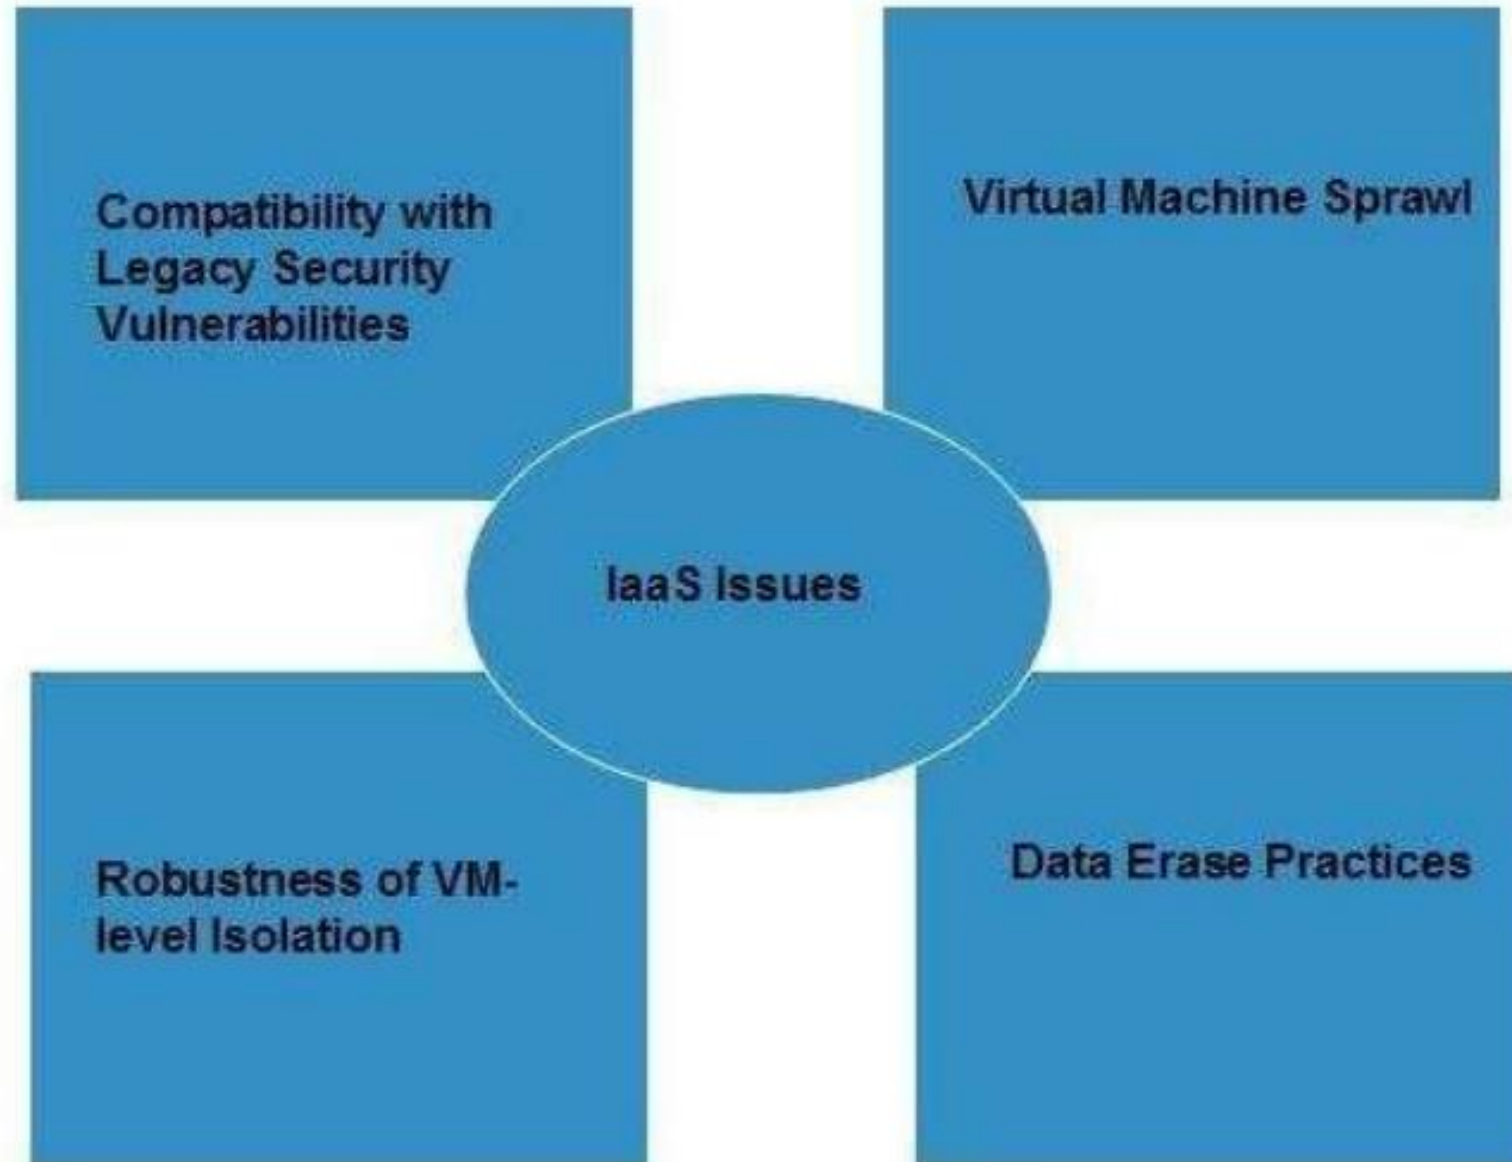 Compatibility with
Legacy Security
Vulnerabilities
Virtual Machine Sprawl
IaaS Issues
Robustness of VM-
level Isolation
Data Erase Practices